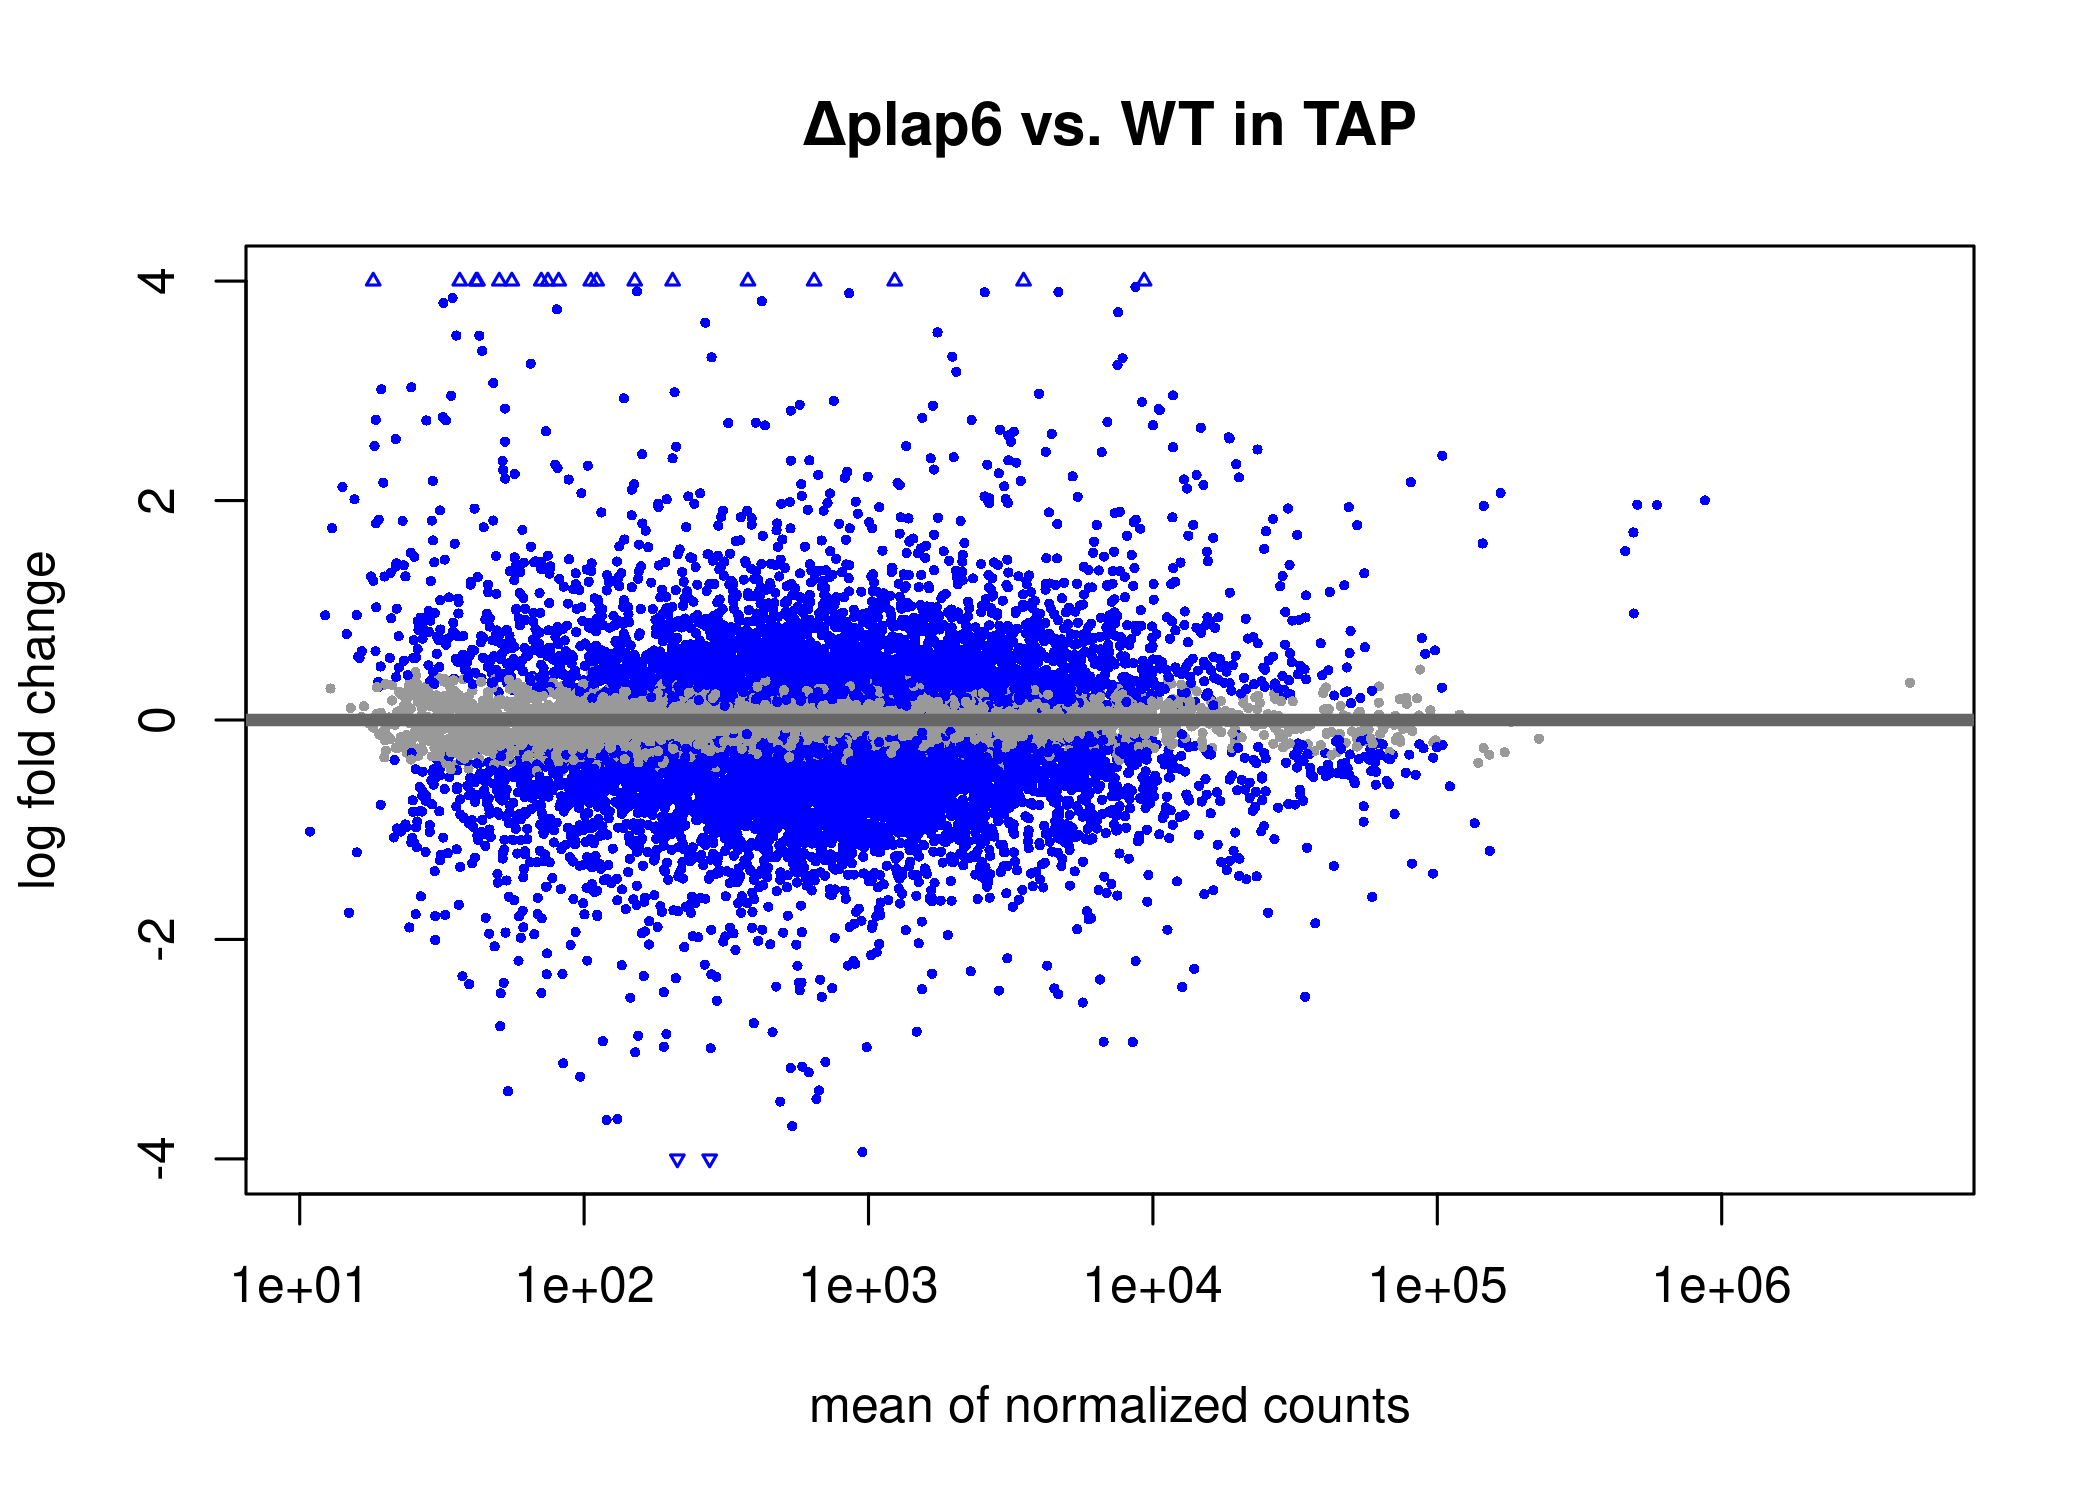 Δplap6 vs. WT in TAP
4
2
0
-2
-4
log fold change
1e+01 1e+02 1e+03 1e+04 1e+05 1e+06
mean of normalized counts